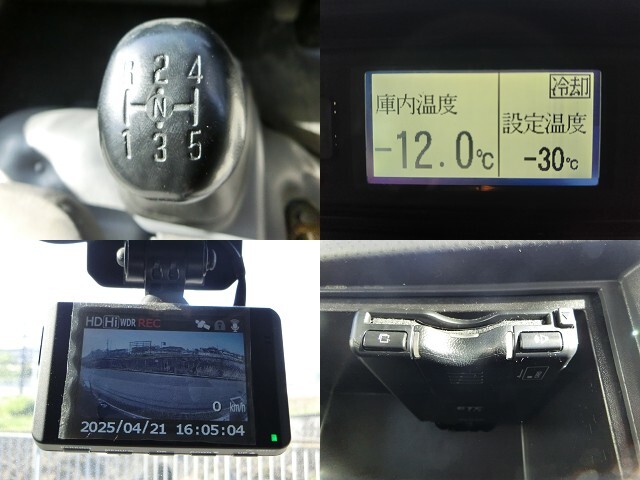 R 2 4
N
1 3 5
冷却
庫内温度
-12.0℃
設定温度
-30℃
HD Hi WDR REC
0 km/h
2025/04/21 16:05:04
ETC